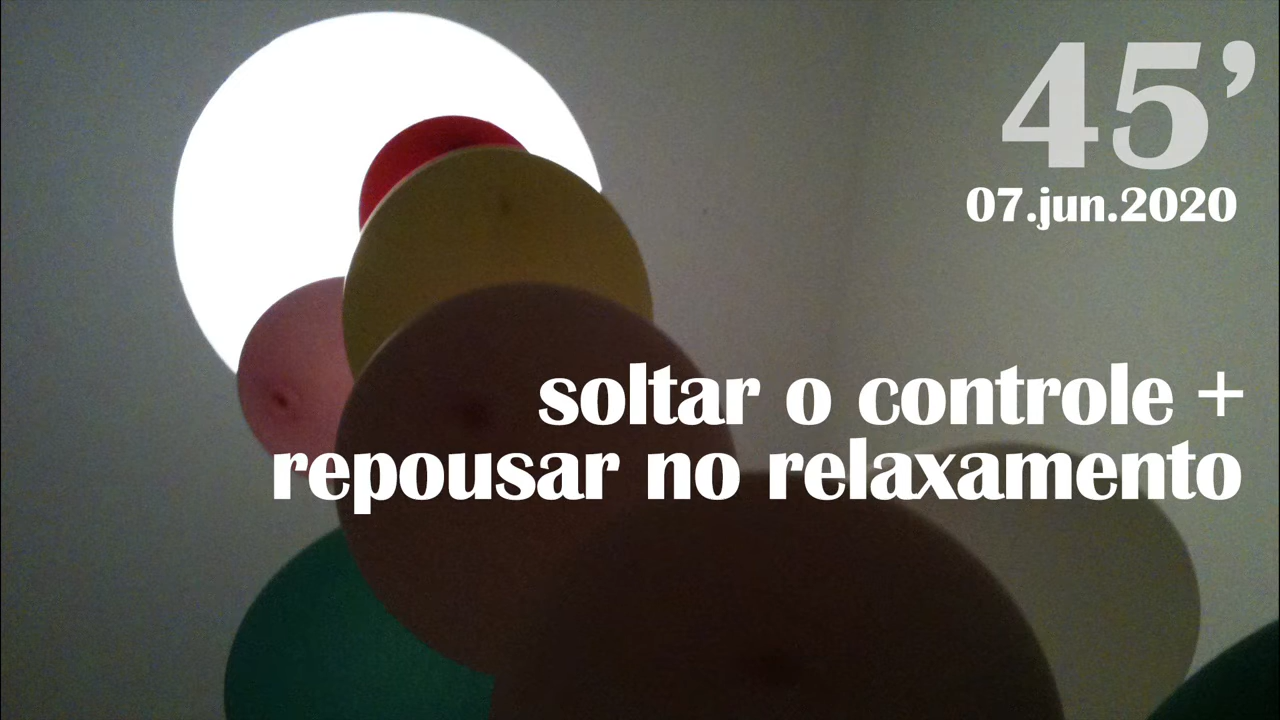 45’
07.jun.2020
soltar o controle +
repousar no relaxamento